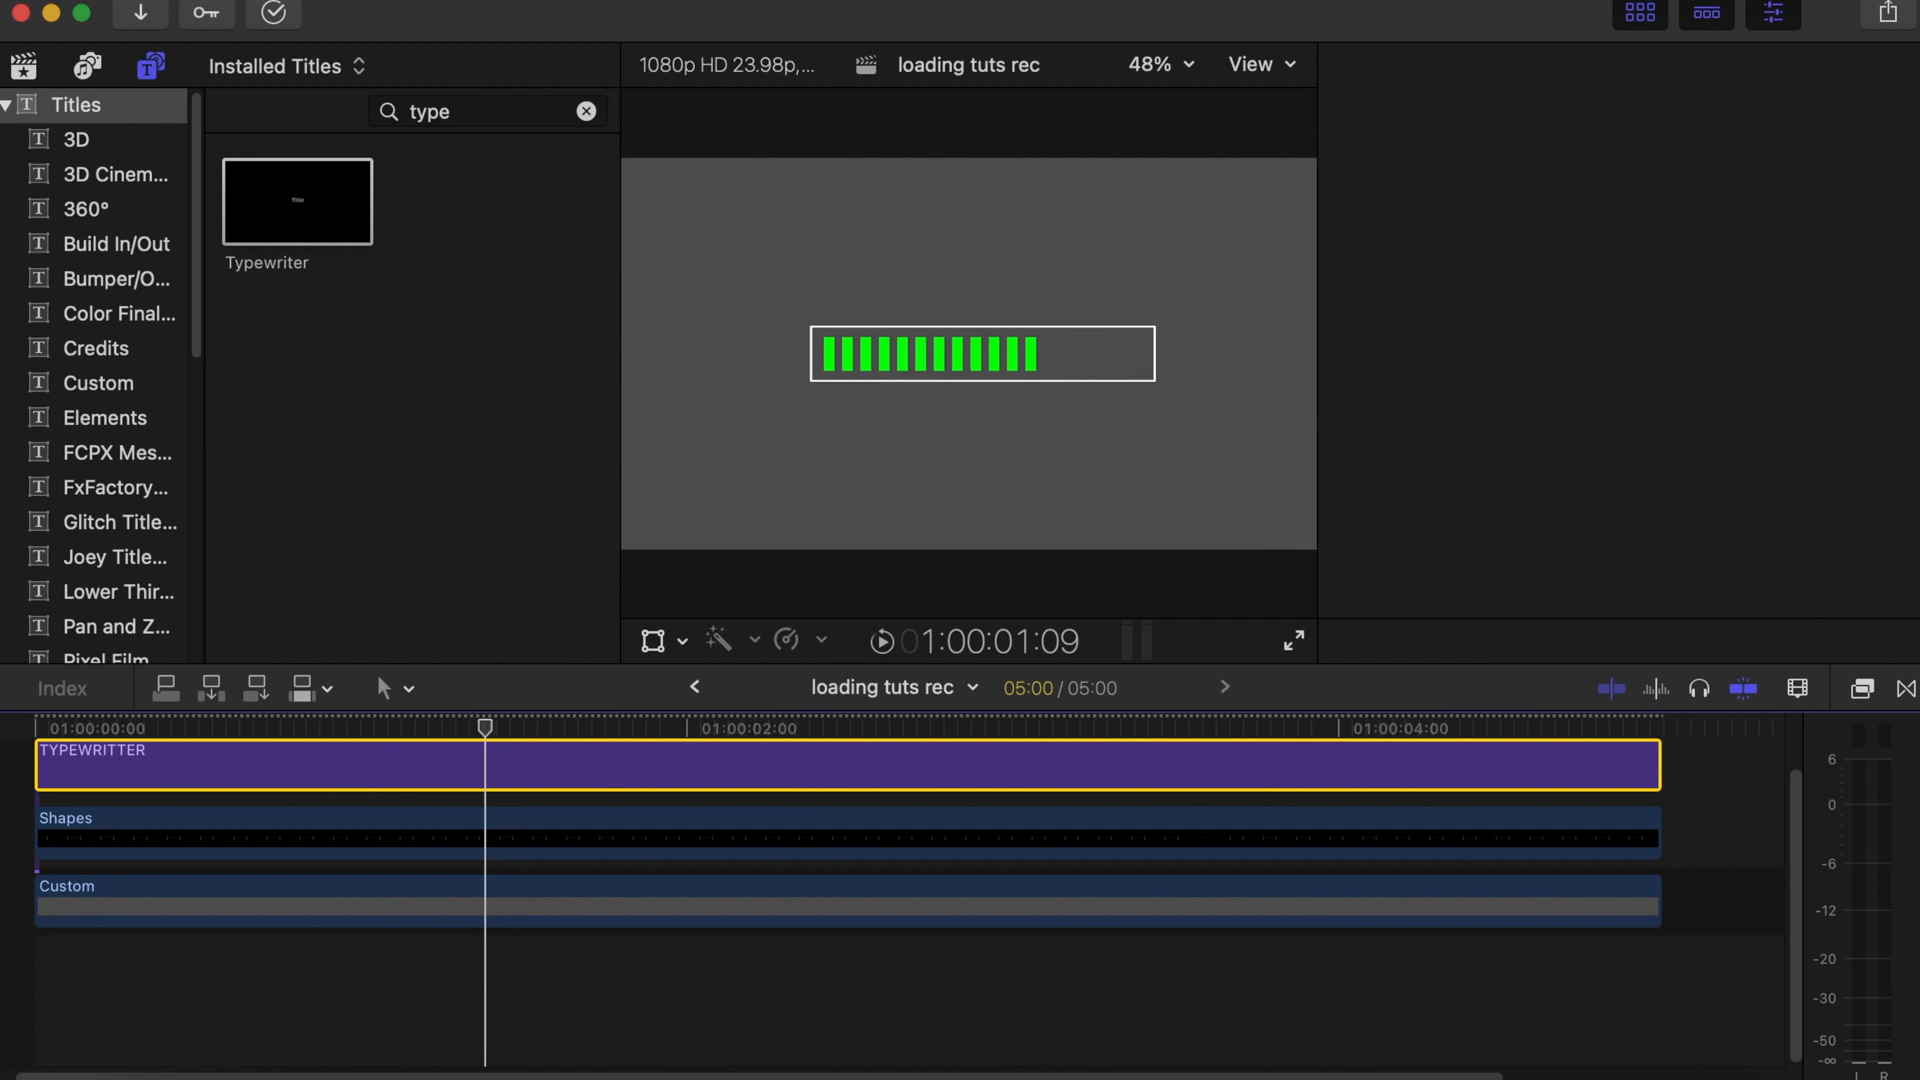 Installed Titles
1080p HD 23.98p,...
loading tuts rec
48%
View
Titles
3D
3D Cinem...
360°
Build In/Out
Bumper/O...
Color Final...
Credits
Custom
Elements
FCPX Mes...
FxFactory...
Glitch Title...
Joey Title...
Lower Thir...
Pan and Z...
Pixel Film
type
Title
Typewriter
01:00:01:09
Index
loading tuts rec
05:00 / 05:00
01:00:00:00
01:00:02:00
01:00:04:00
TYPEWRITTER
Shapes
Custom
6
0
-6
-12
-20
-30
-50
-∞
L R